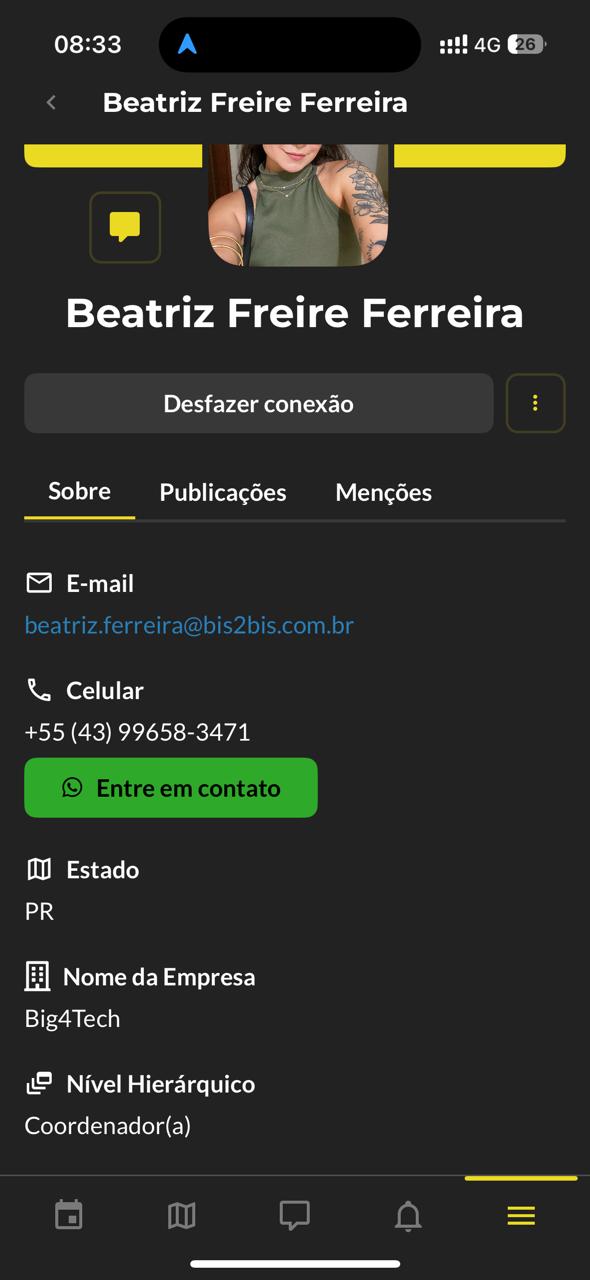 08:33
4G
26
Beatriz Freire Ferreira
Beatriz Freire Ferreira
Desfazer conexão
Sobre
Publicações
Menções
E-mail
beatriz.ferreira@bis2bis.com.br
Celular
+55 (43) 99658-3471
Entre em contato
Estado
PR
Nome da Empresa
Big4Tech
Nível Hierárquico
Coordenador(a)